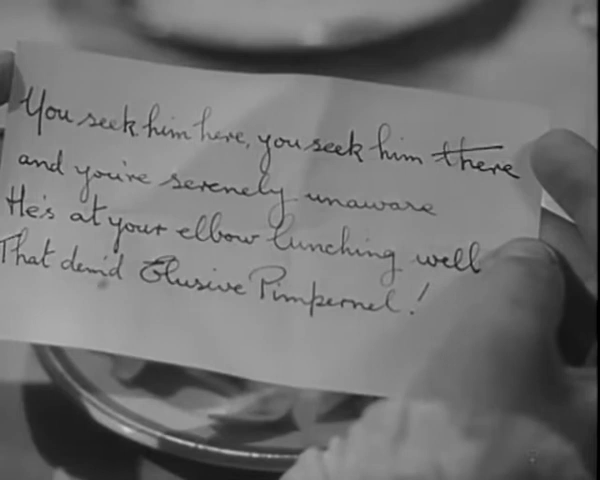 You seek him here, you seek him there
and you're serenely unaware
He's at your elbow lunching well
That dem'd Elusive Pimpernel!